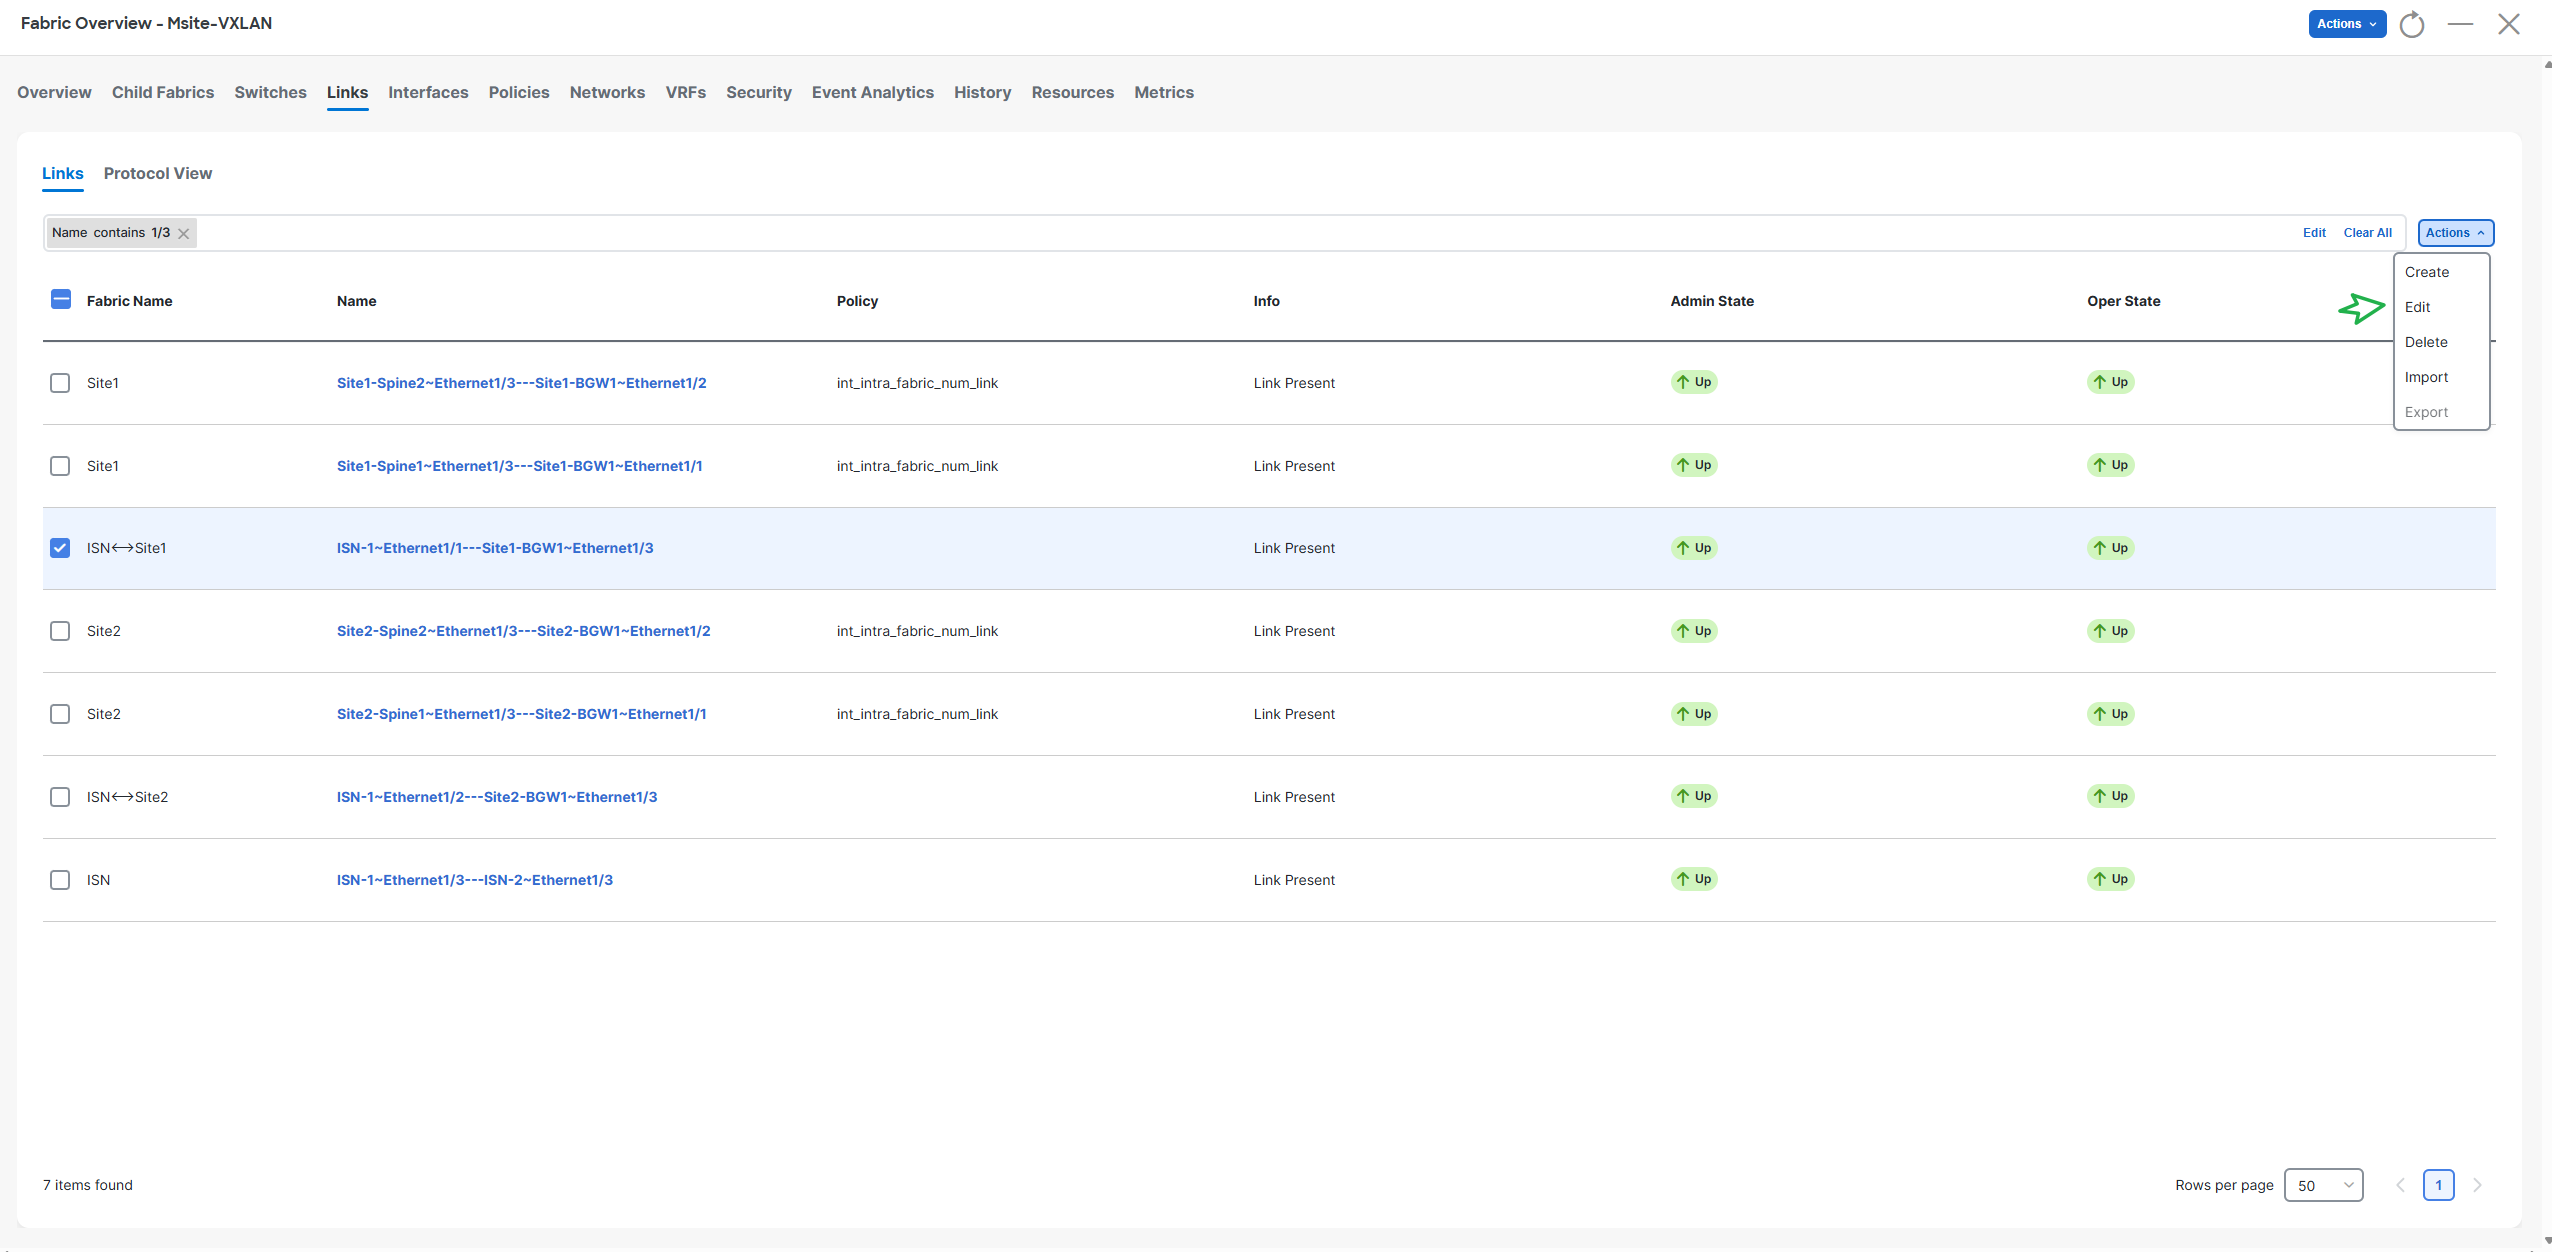 Fabric Overview - Msite-VXLAN
Actions
Overview Child Fabrics Switches Links Interfaces Policies Networks VRFs Security Event Analytics History Resources Metrics
Links Protocol View
Name contains 1/3 Edit Clear All Actions
Create
Edit
Delete
Import
Export
Fabric Name Name Policy Info Admin State Oper State
Site1 Site1-Spine2~Ethernet1/3---Site1-BGW1~Ethernet1/2 int_intra_fabric_num_link Link Present Up Up
Site1 Site1-Spine1~Ethernet1/3---Site1-BGW1~Ethernet1/1 int_intra_fabric_num_link Link Present Up Up
ISN<->Site1 ISN-1~Ethernet1/1---Site1-BGW1~Ethernet1/3 Link Present Up Up
Site2 Site2-Spine2~Ethernet1/3---Site2-BGW1~Ethernet1/2 int_intra_fabric_num_link Link Present Up Up
Site2 Site2-Spine1~Ethernet1/3---Site2-BGW1~Ethernet1/1 int_intra_fabric_num_link Link Present Up Up
ISN<->Site2 ISN-1~Ethernet1/2---Site2-BGW1~Ethernet1/3 Link Present Up Up
ISN ISN-1~Ethernet1/3---ISN-2~Ethernet1/3 Link Present Up Up
7 items found Rows per page 50 1